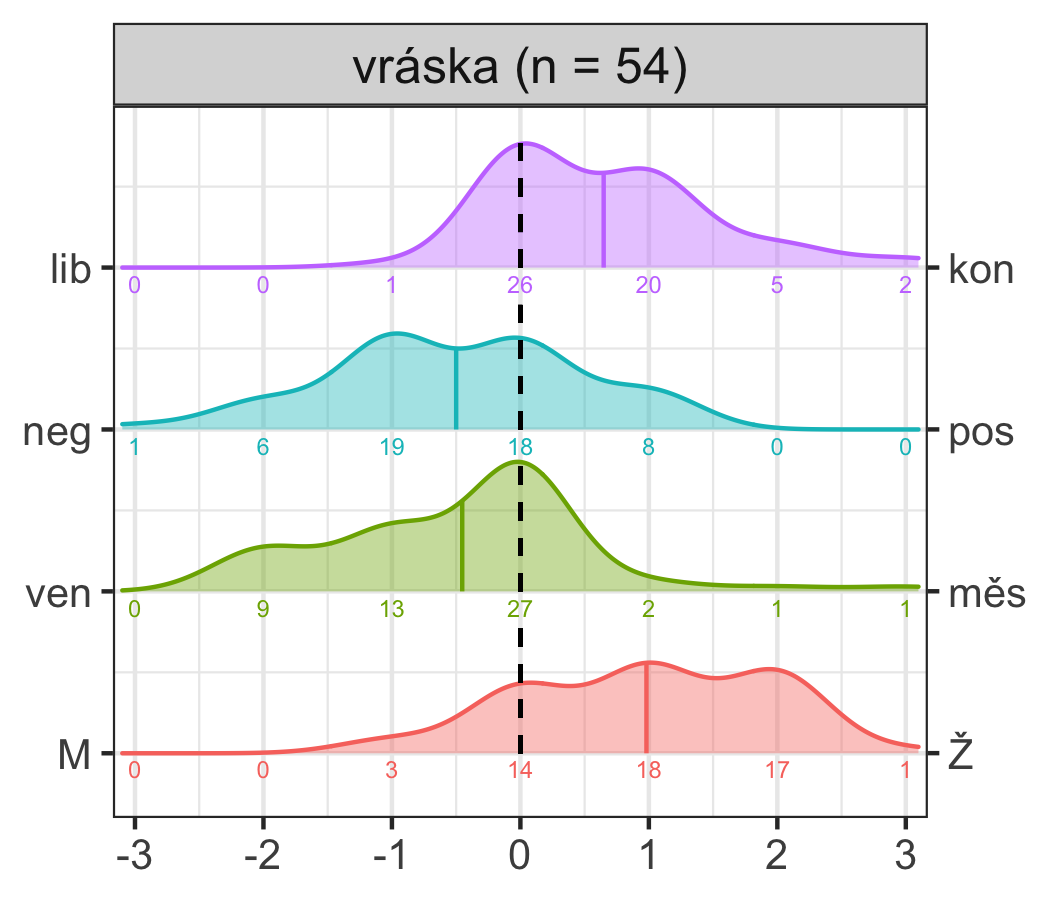 vráska (n = 54)
lib kon
0 0 1 26 20 5 2
neg pos
1 6 19 18 8 0 0
ven měs
0 9 13 27 2 1 1
M Ž
0 0 3 14 18 17 1
-3 -2 -1 0 1 2 3